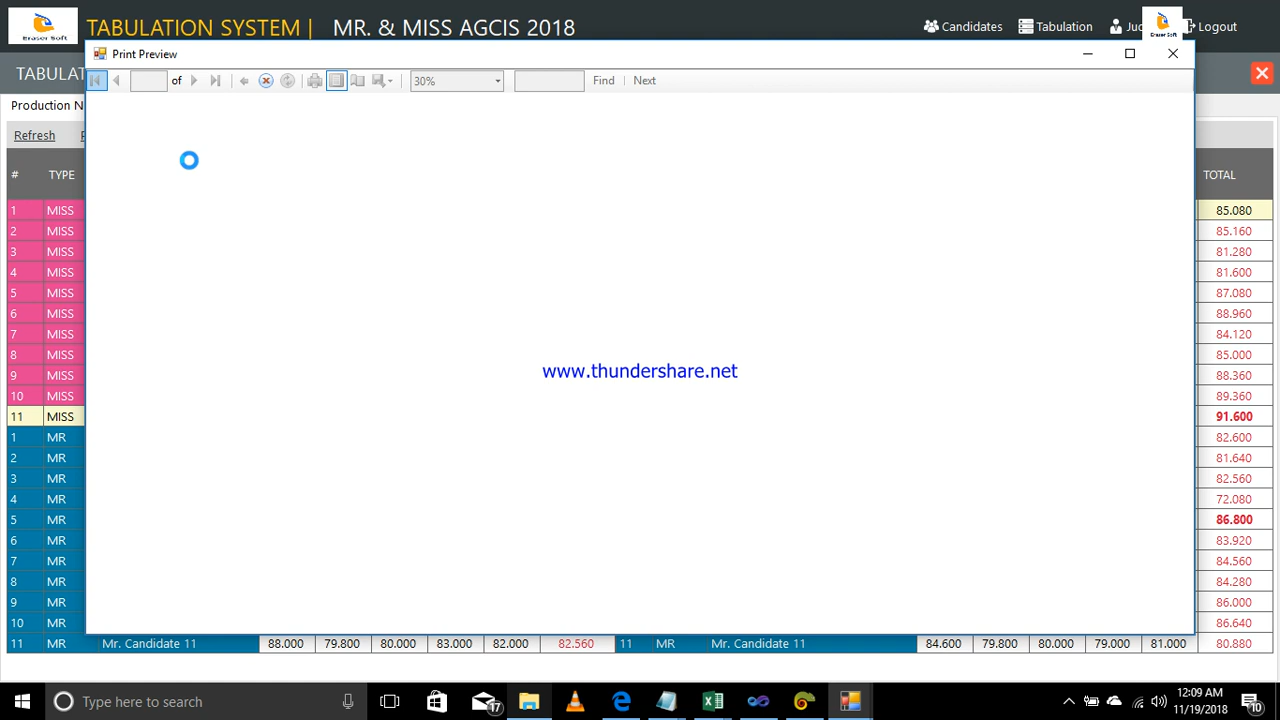 Eraser Soft TABULATION SYSTEM | MR. & MISS AGCIS 2018 Candidates Tabulation Jud Eraser Soft Logout
Print Preview
TABULAT
of 30% Find Next
Production N
Refresh
# TYPE TOTAL
1 MISS 85.080
2 MISS 85.160
3 MISS 81.280
4 MISS 81.600
5 MISS 87.080
6 MISS 88.960
7 MISS 84.120
8 MISS 85.000
www.thundershare.net
9 MISS 88.360
10 MISS 89.360
11 MISS 91.600
1 MR 82.600
2 MR 81.640
3 MR 82.560
4 MR 72.080
5 MR 86.800
6 MR 83.920
7 MR 84.560
8 MR 84.280
9 MR 86.000
10 MR 86.640
11 MR Mr. Candidate 11 88.000 79.800 80.000 83.000 82.000 82.560 11 MR Mr. Candidate 11 84.600 79.800 80.000 79.000 81.000 80.880
Type here to search 17 12:09 AM
11/19/2018 10